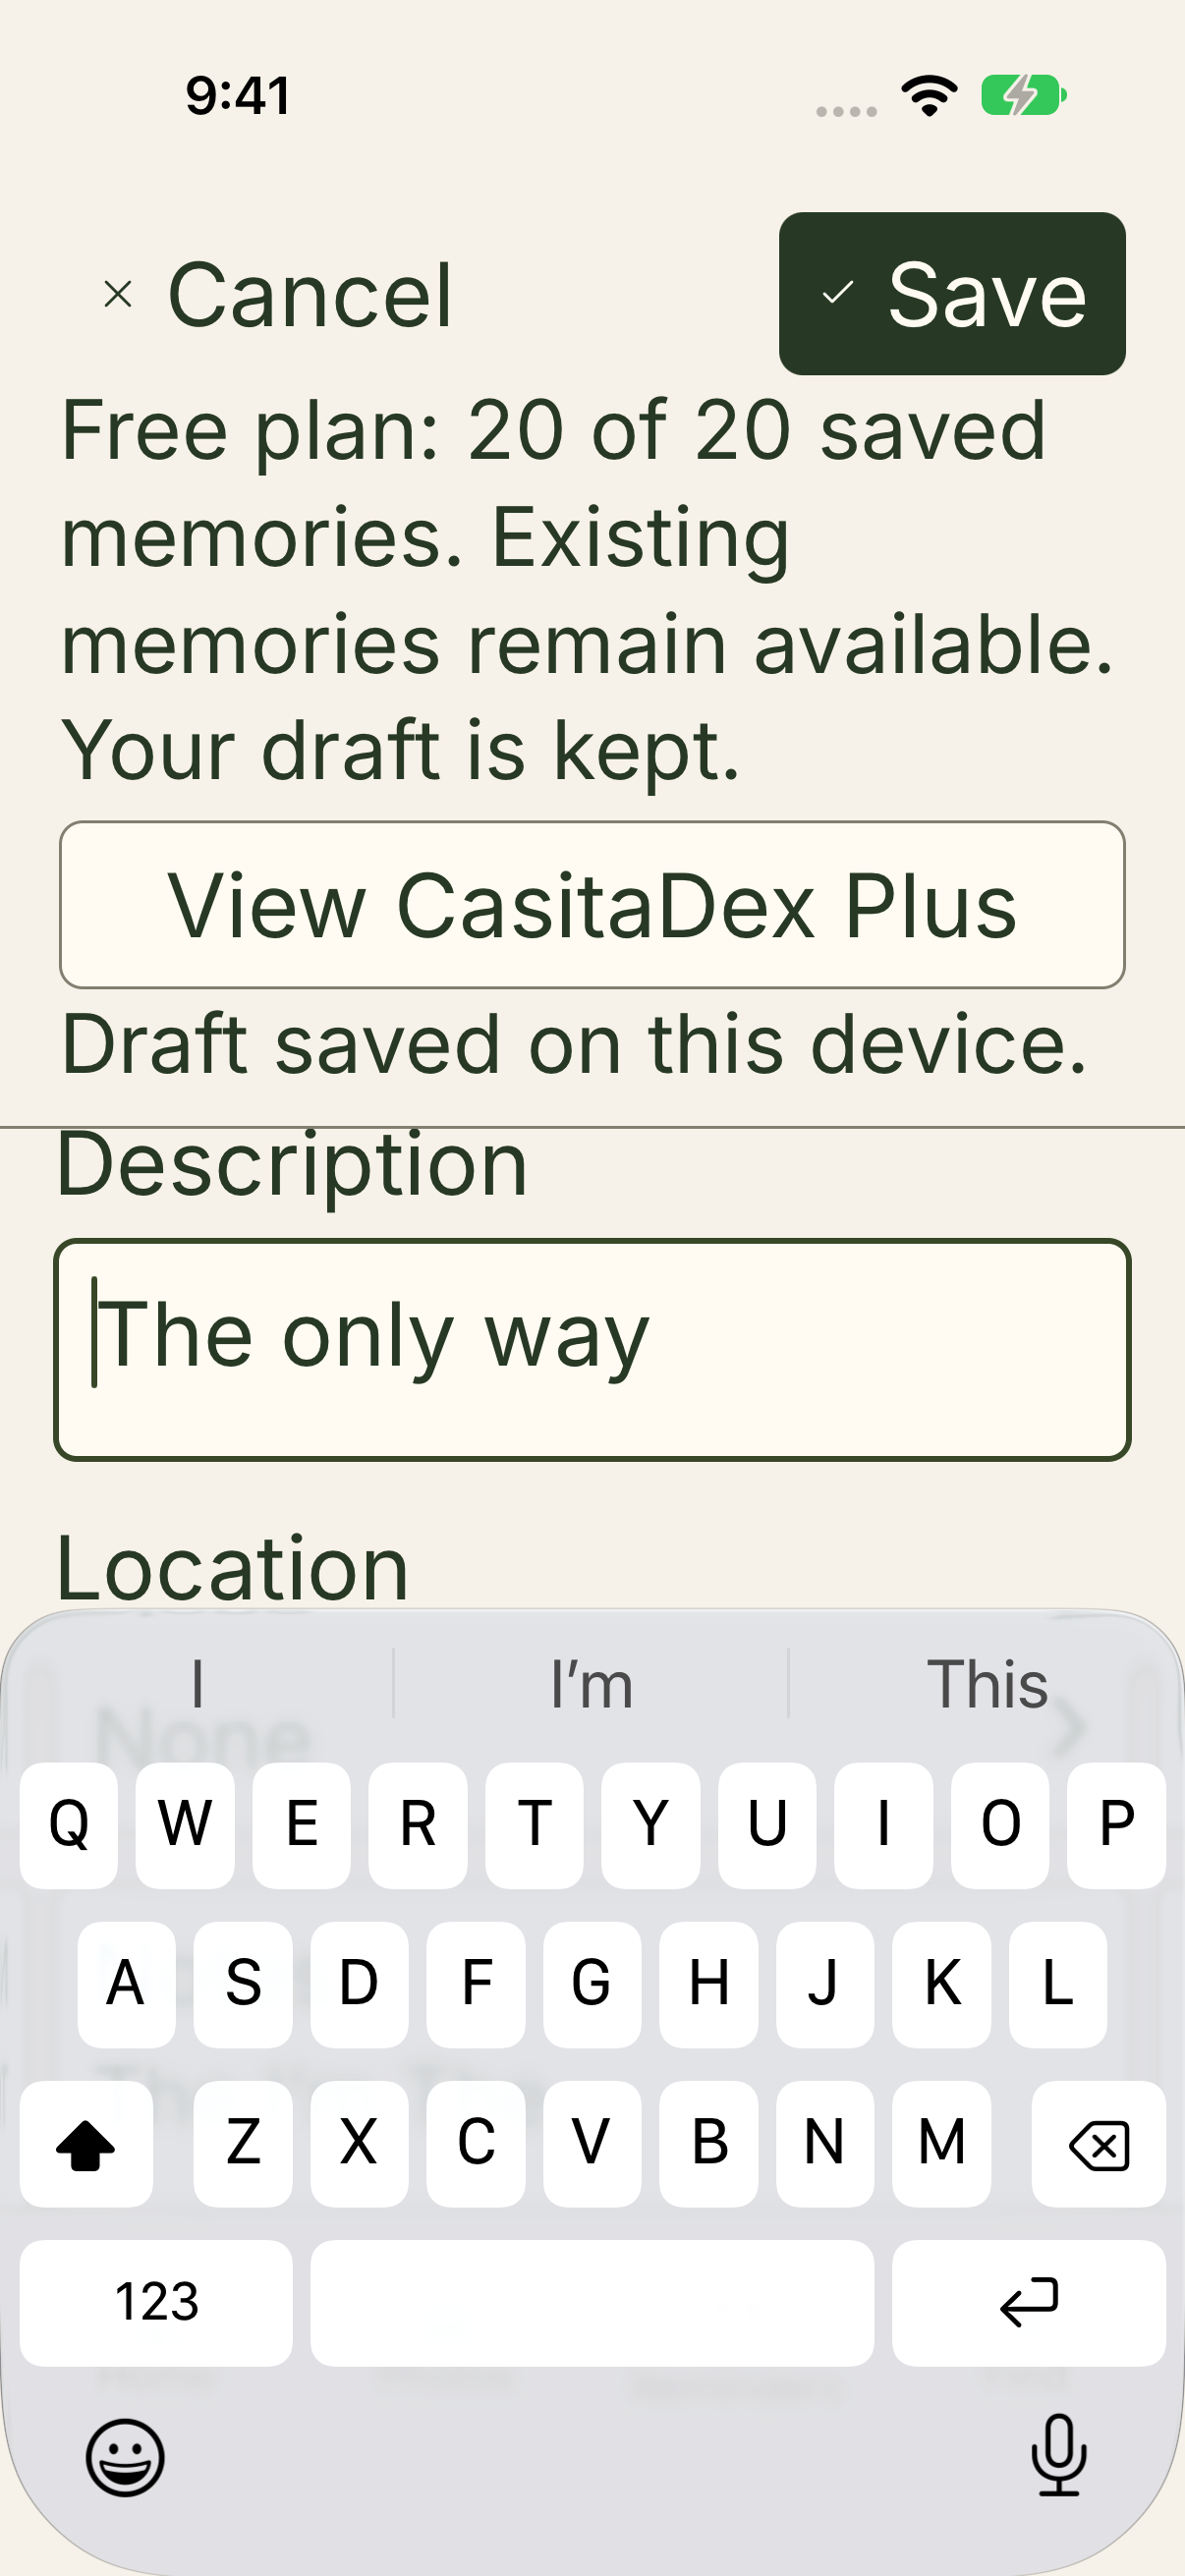 9:41
Cancel
Save
Free plan: 20 of 20 saved
memories. Existing
memories remain available.
Your draft is kept.
View CasitaDex Plus
Draft saved on this device.
Description
The only way
Location
I I’m This
None
Q W E R T Y U I O P
A S D F G H J K L
Z X C V B N M
123